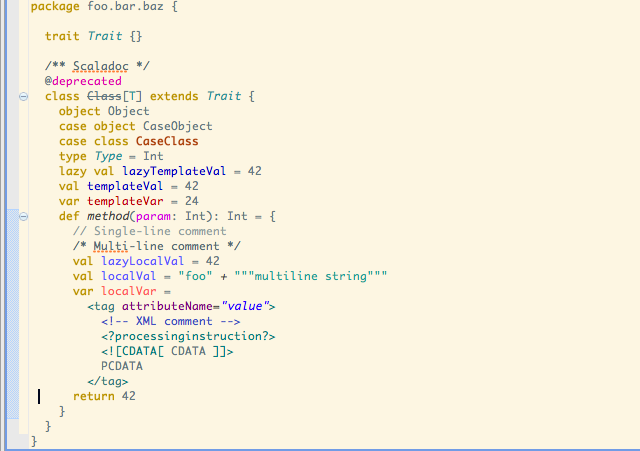 package foo.bar.baz {
trait Trait {}
/** Scaladoc */
@deprecated
class Class[T] extends Trait {
object Object
case object CaseObject
case class CaseClass
type Type = Int
lazy val lazyTemplateVal = 42
val templateVal = 42
var templateVar = 24
def method(param: Int): Int = {
// Single-line comment
/* Multi-line comment */
val lazyLocalVal = 42
val localVal = "foo" + """multiline string"""
var localVar =
<tag attributeName="value">
<!-- XML comment -->
<?processinginstruction?>
<![CDATA[ CDATA ]]>
PCDATA
</tag>
return 42
}
}
}